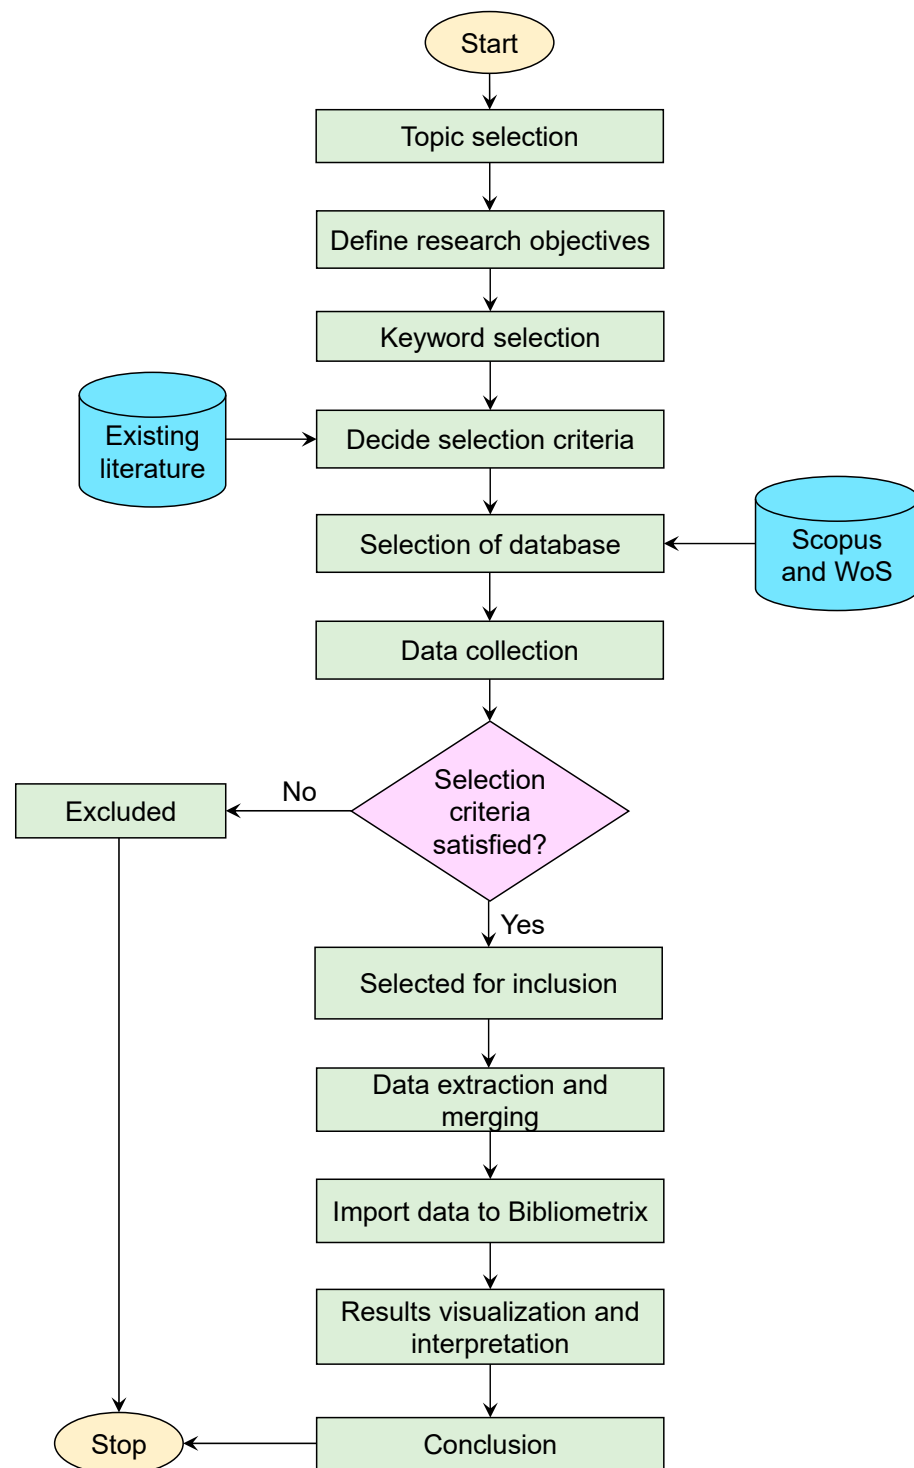 Start
Topic selection
Define research objectives
Keyword selection
Existing
literature
Decide selection criteria
Selection of database
Scopus
and WoS
Data collection
Selection
criteria
satisfied?
No
Excluded
Yes
Selected for inclusion
Data extraction and
merging
Import data to Bibliometrix
Results visualization and
interpretation
Conclusion
Stop